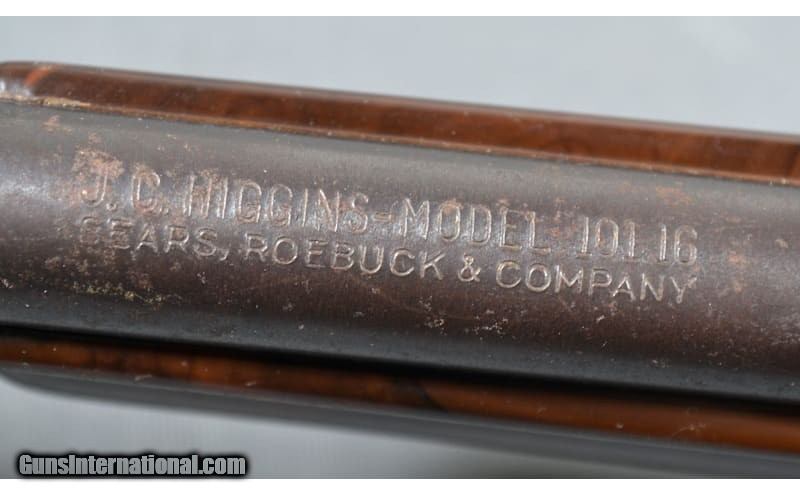 J. C. HIGGINS-MODEL 101.16
SEARS, ROEBUCK & COMPANY
GunsInternational.com